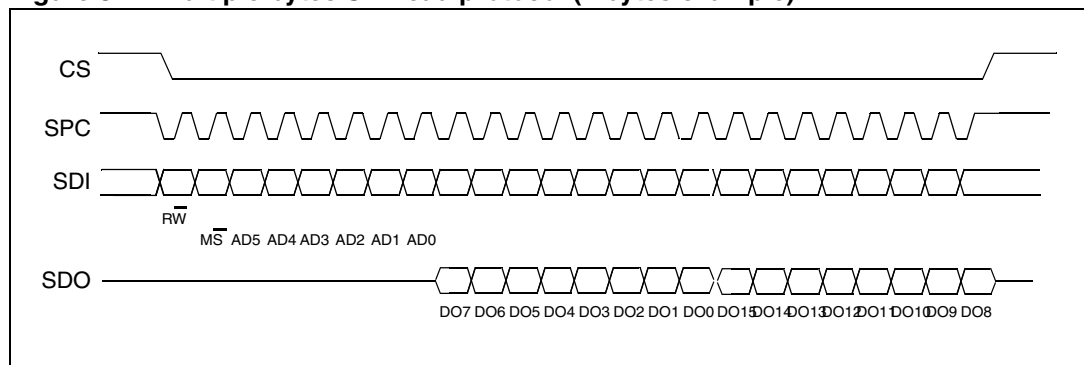 CS
SPC
SDI
RW
MS AD5 AD4 AD3 AD2 AD1 AD0
SDO
DO7 DO6 DO5 DO4 DO3 DO2 DO1 DO0 DO15 DO14 DO13 DO12 DO11 DO10 DO9 DO8